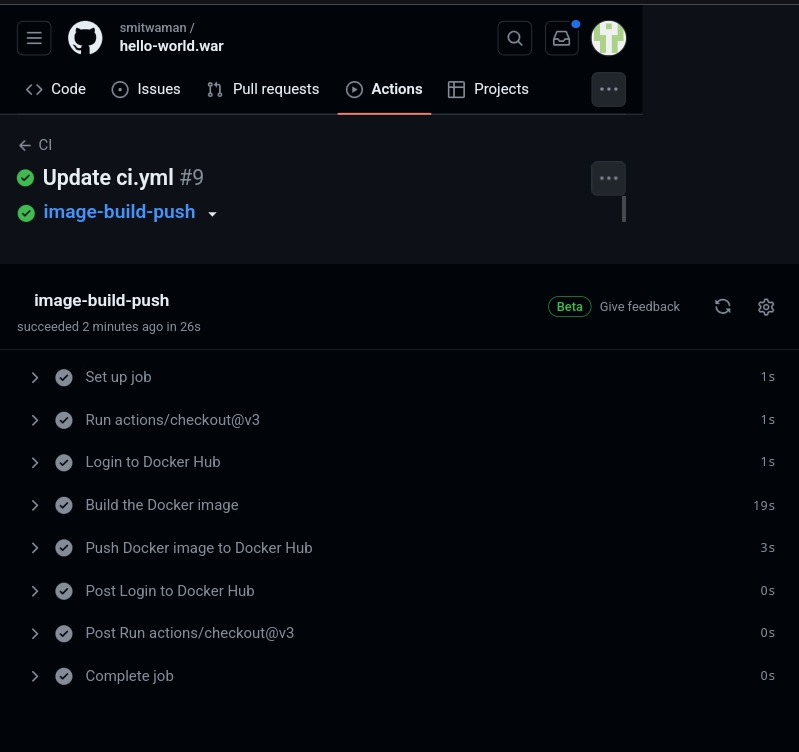 smitwaman /
hello-world.war
Code Issues Pull requests Actions Projects
CI
Update ci.yml #9
image-build-push
image-build-push
Beta Give feedback
succeeded 2 minutes ago in 26s
Set up job 1s
Run actions/checkout@v3 1s
Login to Docker Hub 1s
Build the Docker image 19s
Push Docker image to Docker Hub 3s
Post Login to Docker Hub 0s
Post Run actions/checkout@v3 0s
Complete job 0s